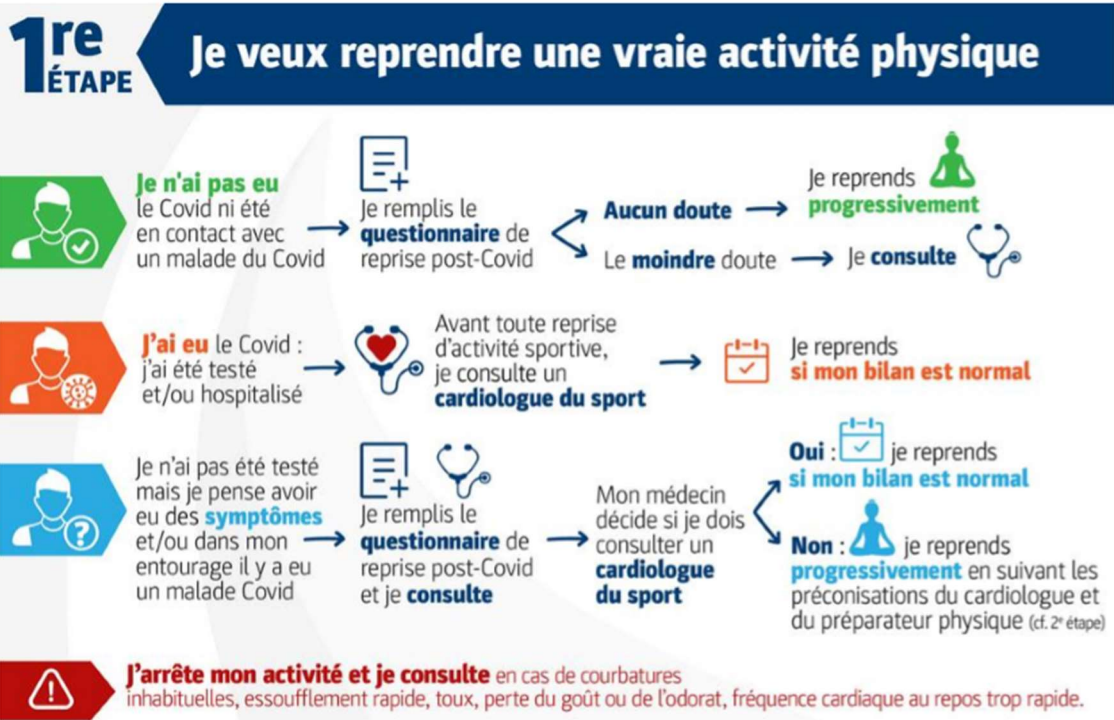 1re
ÉTAPE
Je veux reprendre une vraie activité physique
Je n'ai pas eu
le Covid ni été
en contact avec
un malade du Covid
Je remplis le
questionnaire de
reprise post-Covid
Aucun doute
Je reprends
progressivement
Le moindre doute
Je consulte
J'ai eu le Covid :
j'ai été testé
et/ou hospitalisé
Avant toute reprise
d'activité sportive,
je consulte un
cardiologue du sport
Je reprends
si mon bilan est normal
Je n'ai pas été testé
mais je pense avoir
eu des symptômes
et/ou dans mon
entourage il y a eu
un malade Covid
Je remplis le
questionnaire de
reprise post-Covid
et je consulte
Mon médecin
décide si je dois
consulter un
cardiologue
du sport
Oui : je reprends
si mon bilan est normal
Non : je reprends
progressivement en suivant les
préconisations du cardiologue et
du préparateur physique (cf. 2e étape)
J'arrête mon activité et je consulte en cas de courbatures
inhabituelles, essoufflement rapide, toux, perte du goût ou de l'odorat, fréquence cardiaque au repos trop rapide.